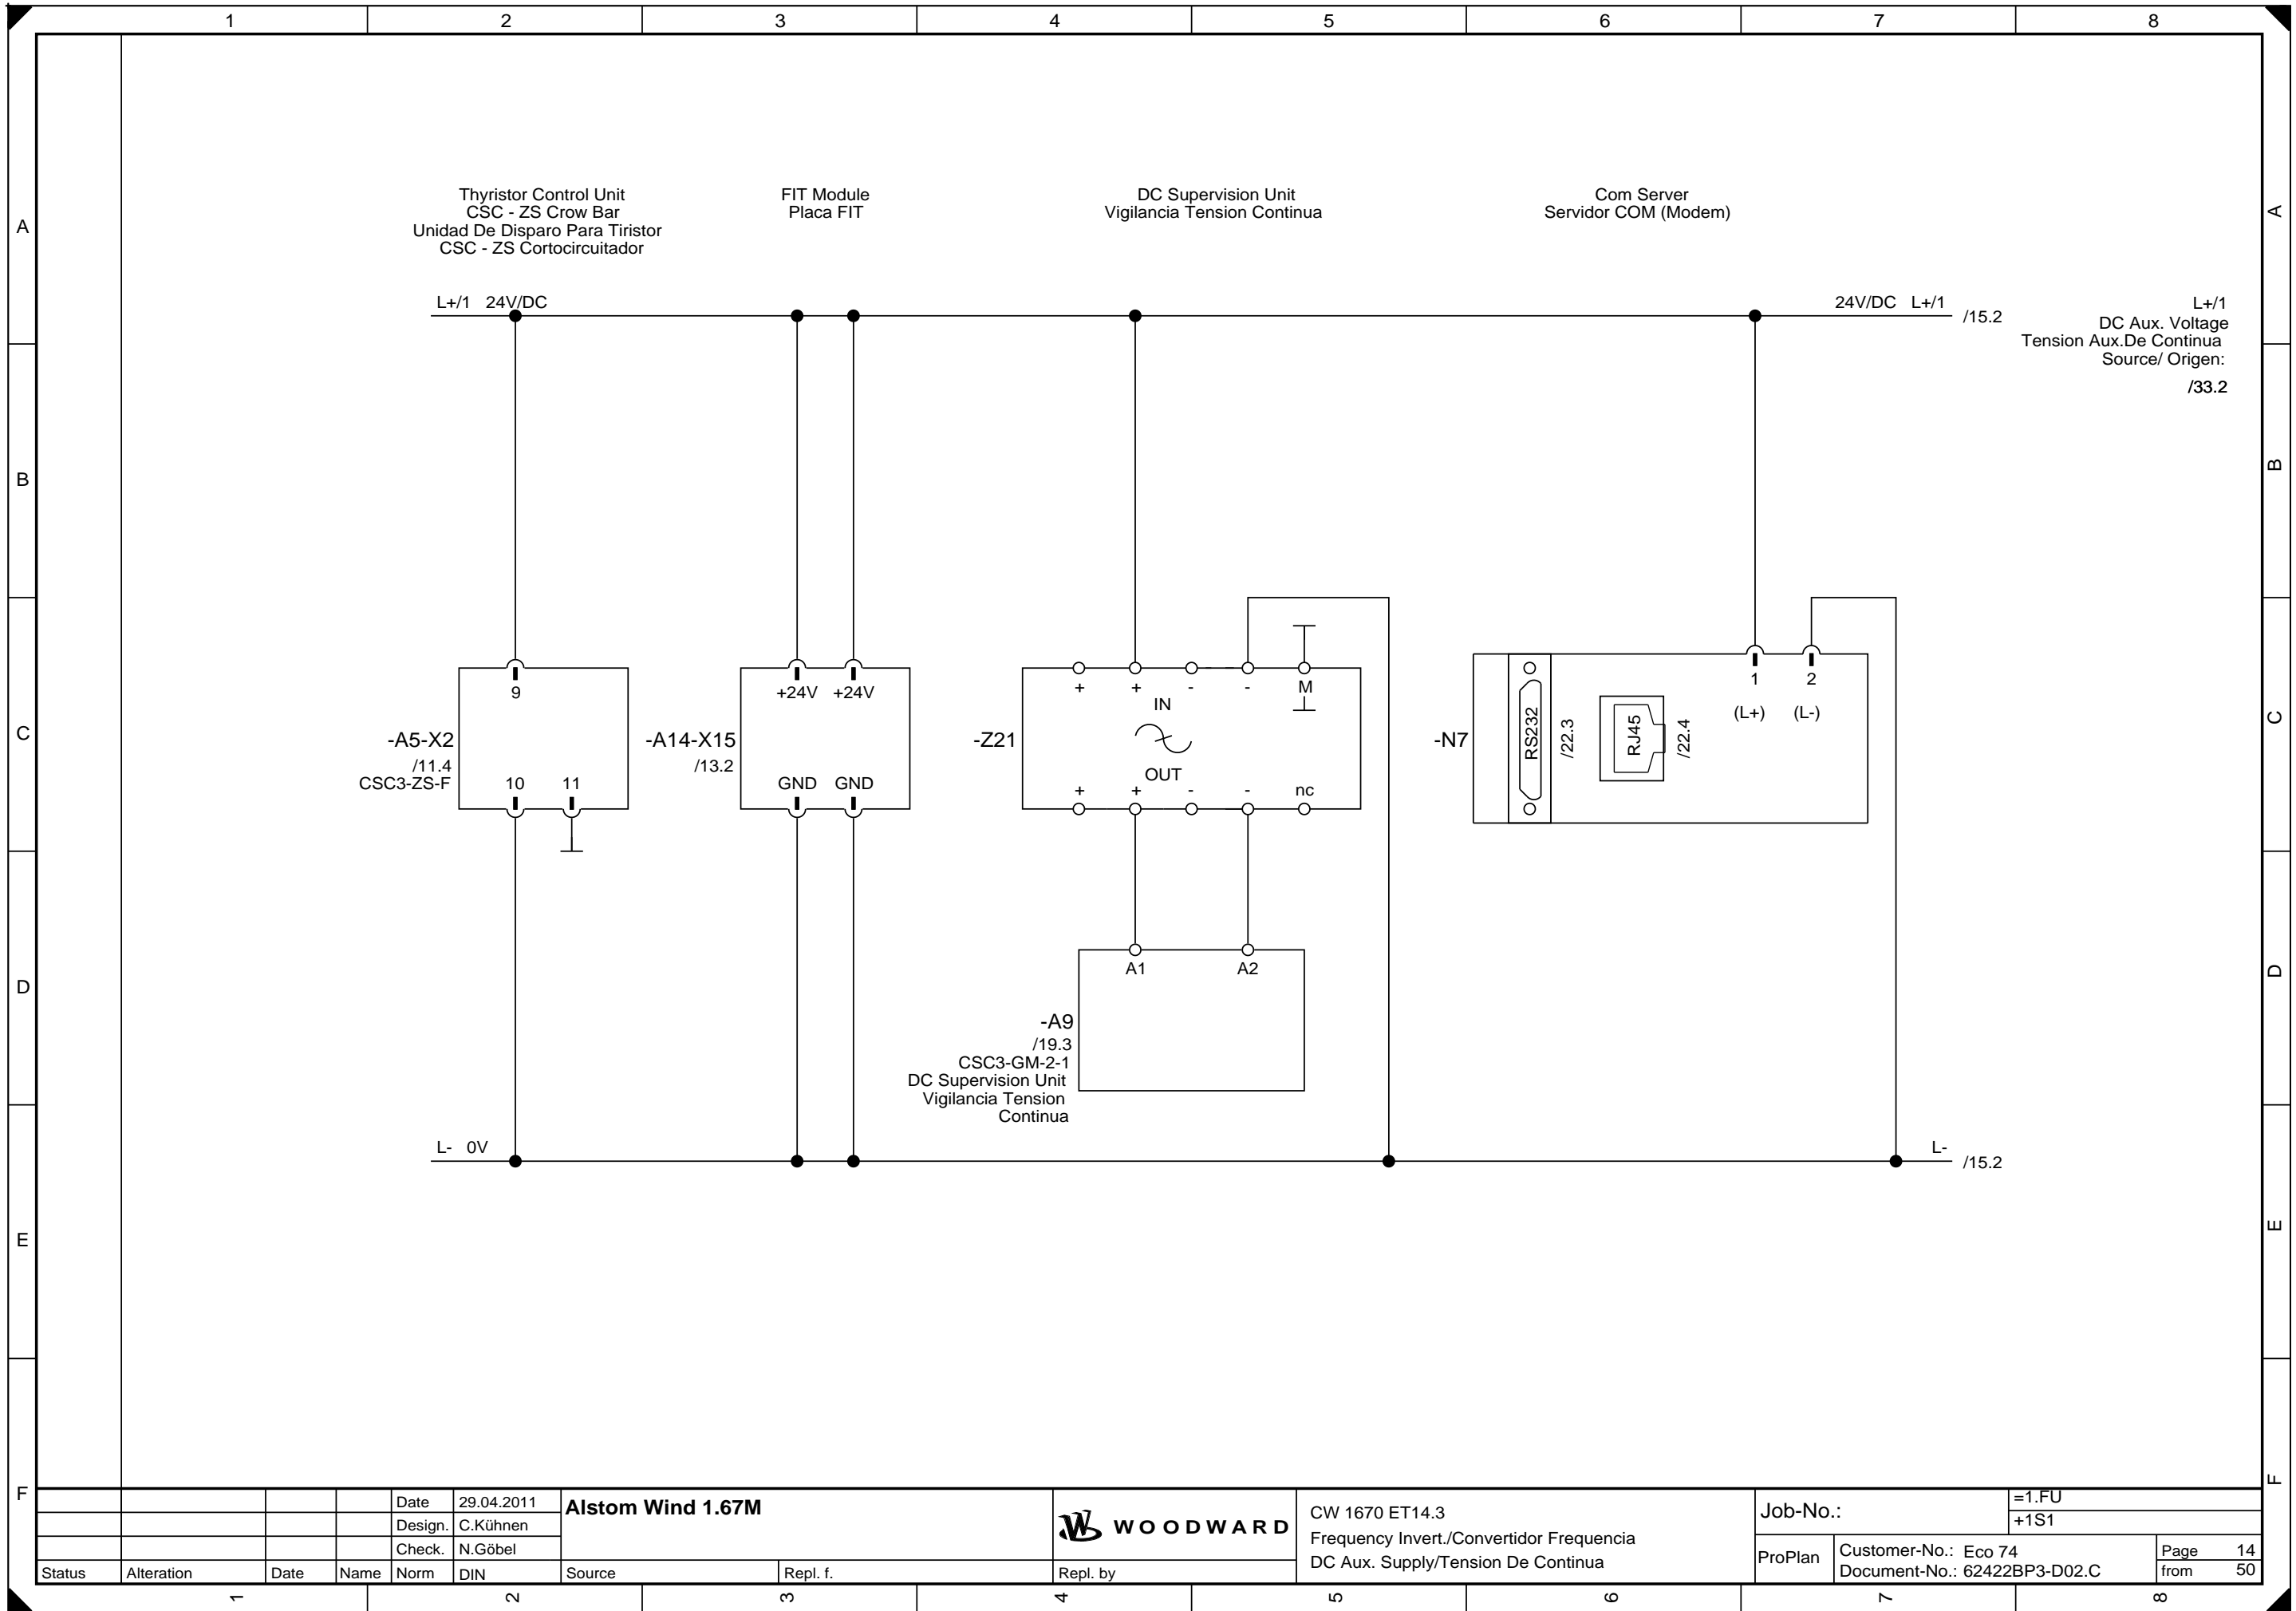 1 2 3 4 5 6 7 8
Thyristor Control Unit
CSC - ZS Crow Bar
Unidad De Disparo Para Tiristor
CSC - ZS Cortocircuitador
FIT Module
Placa FIT
DC Supervision Unit
Vigilancia Tension Continua
Com Server
Servidor COM (Modem)
A A
L+/1 24V/DC
24V/DC L+/1 /15.2
L+/1
DC Aux. Voltage
Tension Aux.De Continua
Source/ Origen:
/33.2
B B
9
+24V +24V
+ + - - M
IN
OUT
+ + - - nc
1 2
(L+) (L-)
C C
-A5-X2
/11.4
CSC3-ZS-F
10 11
-A14-X15
/13.2
GND GND
-Z21
-N7
RS232
/22.3
RJ45
/22.4
A1 A2
D D
-A9
/19.3
CSC3-GM-2-1
DC Supervision Unit
Vigilancia Tension
Continua
L- 0V
L- /15.2
E E
F F
Date 29.04.2011
Design. C.Kühnen
Check. N.Göbel
Status Alteration Date Name Norm DIN
Alstom Wind 1.67M
Source Repl. f. Repl. by
W WOODWARD
CW 1670 ET14.3
Frequency Invert./Convertidor Frequencia
DC Aux. Supply/Tension De Continua
Job-No.:
=1.FU
+1S1
ProPlan
Customer-No.: Eco 74
Document-No.: 62422BP3-D02.C
Page 14
from 50
1 2 3 4 5 6 7 8